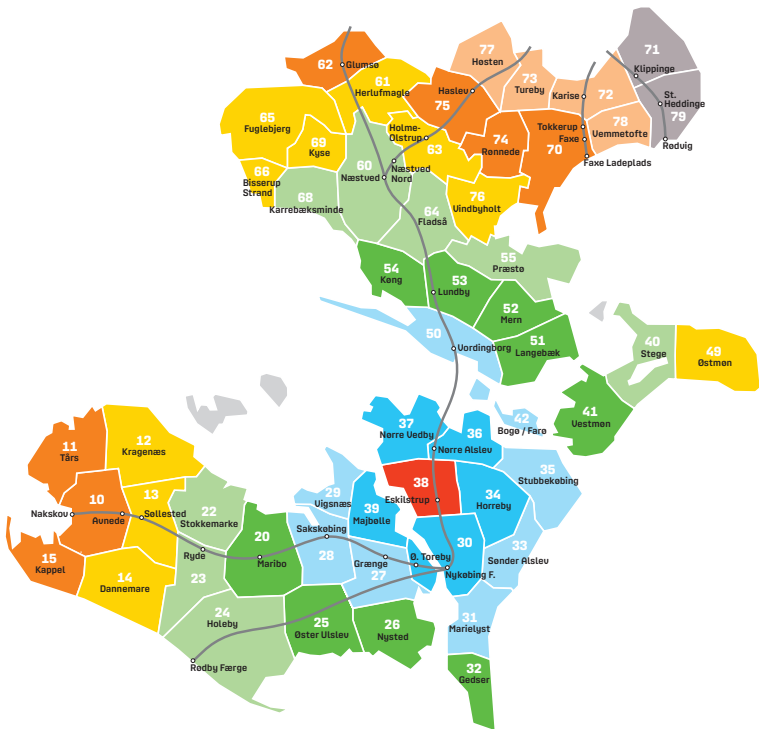 71
77
Hosten
62
Glumsø
Klippinge
61
Herlufmagle
73
Tureby
Haslev
75
Karise
72
St.
Heddinge
79
65
Fuglebjerg
Holme-
Olstrup
Tokkerup
78
Vemmetofte
69
Kyse
63
74
Rønnede
Faxe
70
Rødvig
60
Næstved
Næstved
Nord
Faxe Ladeplads
66
Bisserup
Strand
68
Karrebæksminde
76
Vindbyholt
64
Fladså
55
Præstø
54
Køng
53
Lundby
52
Mern
50
Vordingborg
51
Langebæk
40
Stege
49
Østmøn
41
Vestmøn
37
Nørre Vedby
42
Bogø / Farø
36
Nørre Alslev
11
Tårs
12
Kragenæs
35
Stubbekøbing
38
Eskilstrup
10
Nakskov
Avnede
13
Søllested
22
Stokkemarke
29
Vigsnæs
39
Majbølle
34
Horreby
20
Maribo
Sakskøbing
28
30
Ø. Toreby
33
Sønder Alslev
15
Kappel
14
Dannemare
Ryde
23
Grænge
27
Nykøbing F.
24
Holeby
25
Øster Ulslev
26
Nysted
31
Marielyst
Rødby Færge
32
Gedser